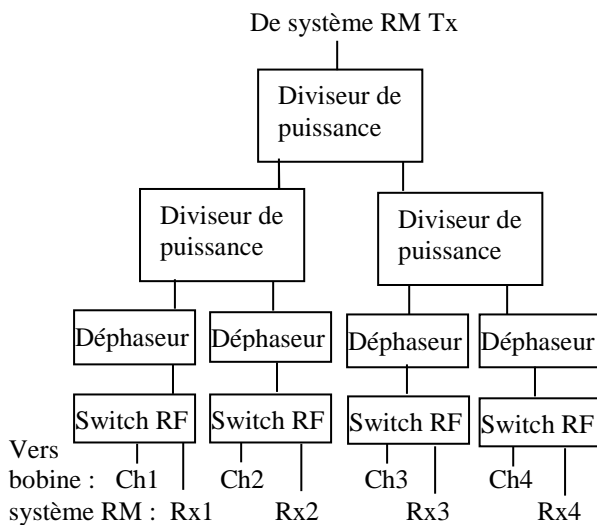 De système RM Tx
Diviseur de
puissance
Diviseur de
puissance
Diviseur de
puissance
Déphaseur
Déphaseur
Déphaseur
Déphaseur
Switch RF
Switch RF
Switch RF
Switch RF
Vers
bobine : Ch1 Ch2 Ch3 Ch4
système RM : Rx1 Rx2 Rx3 Rx4